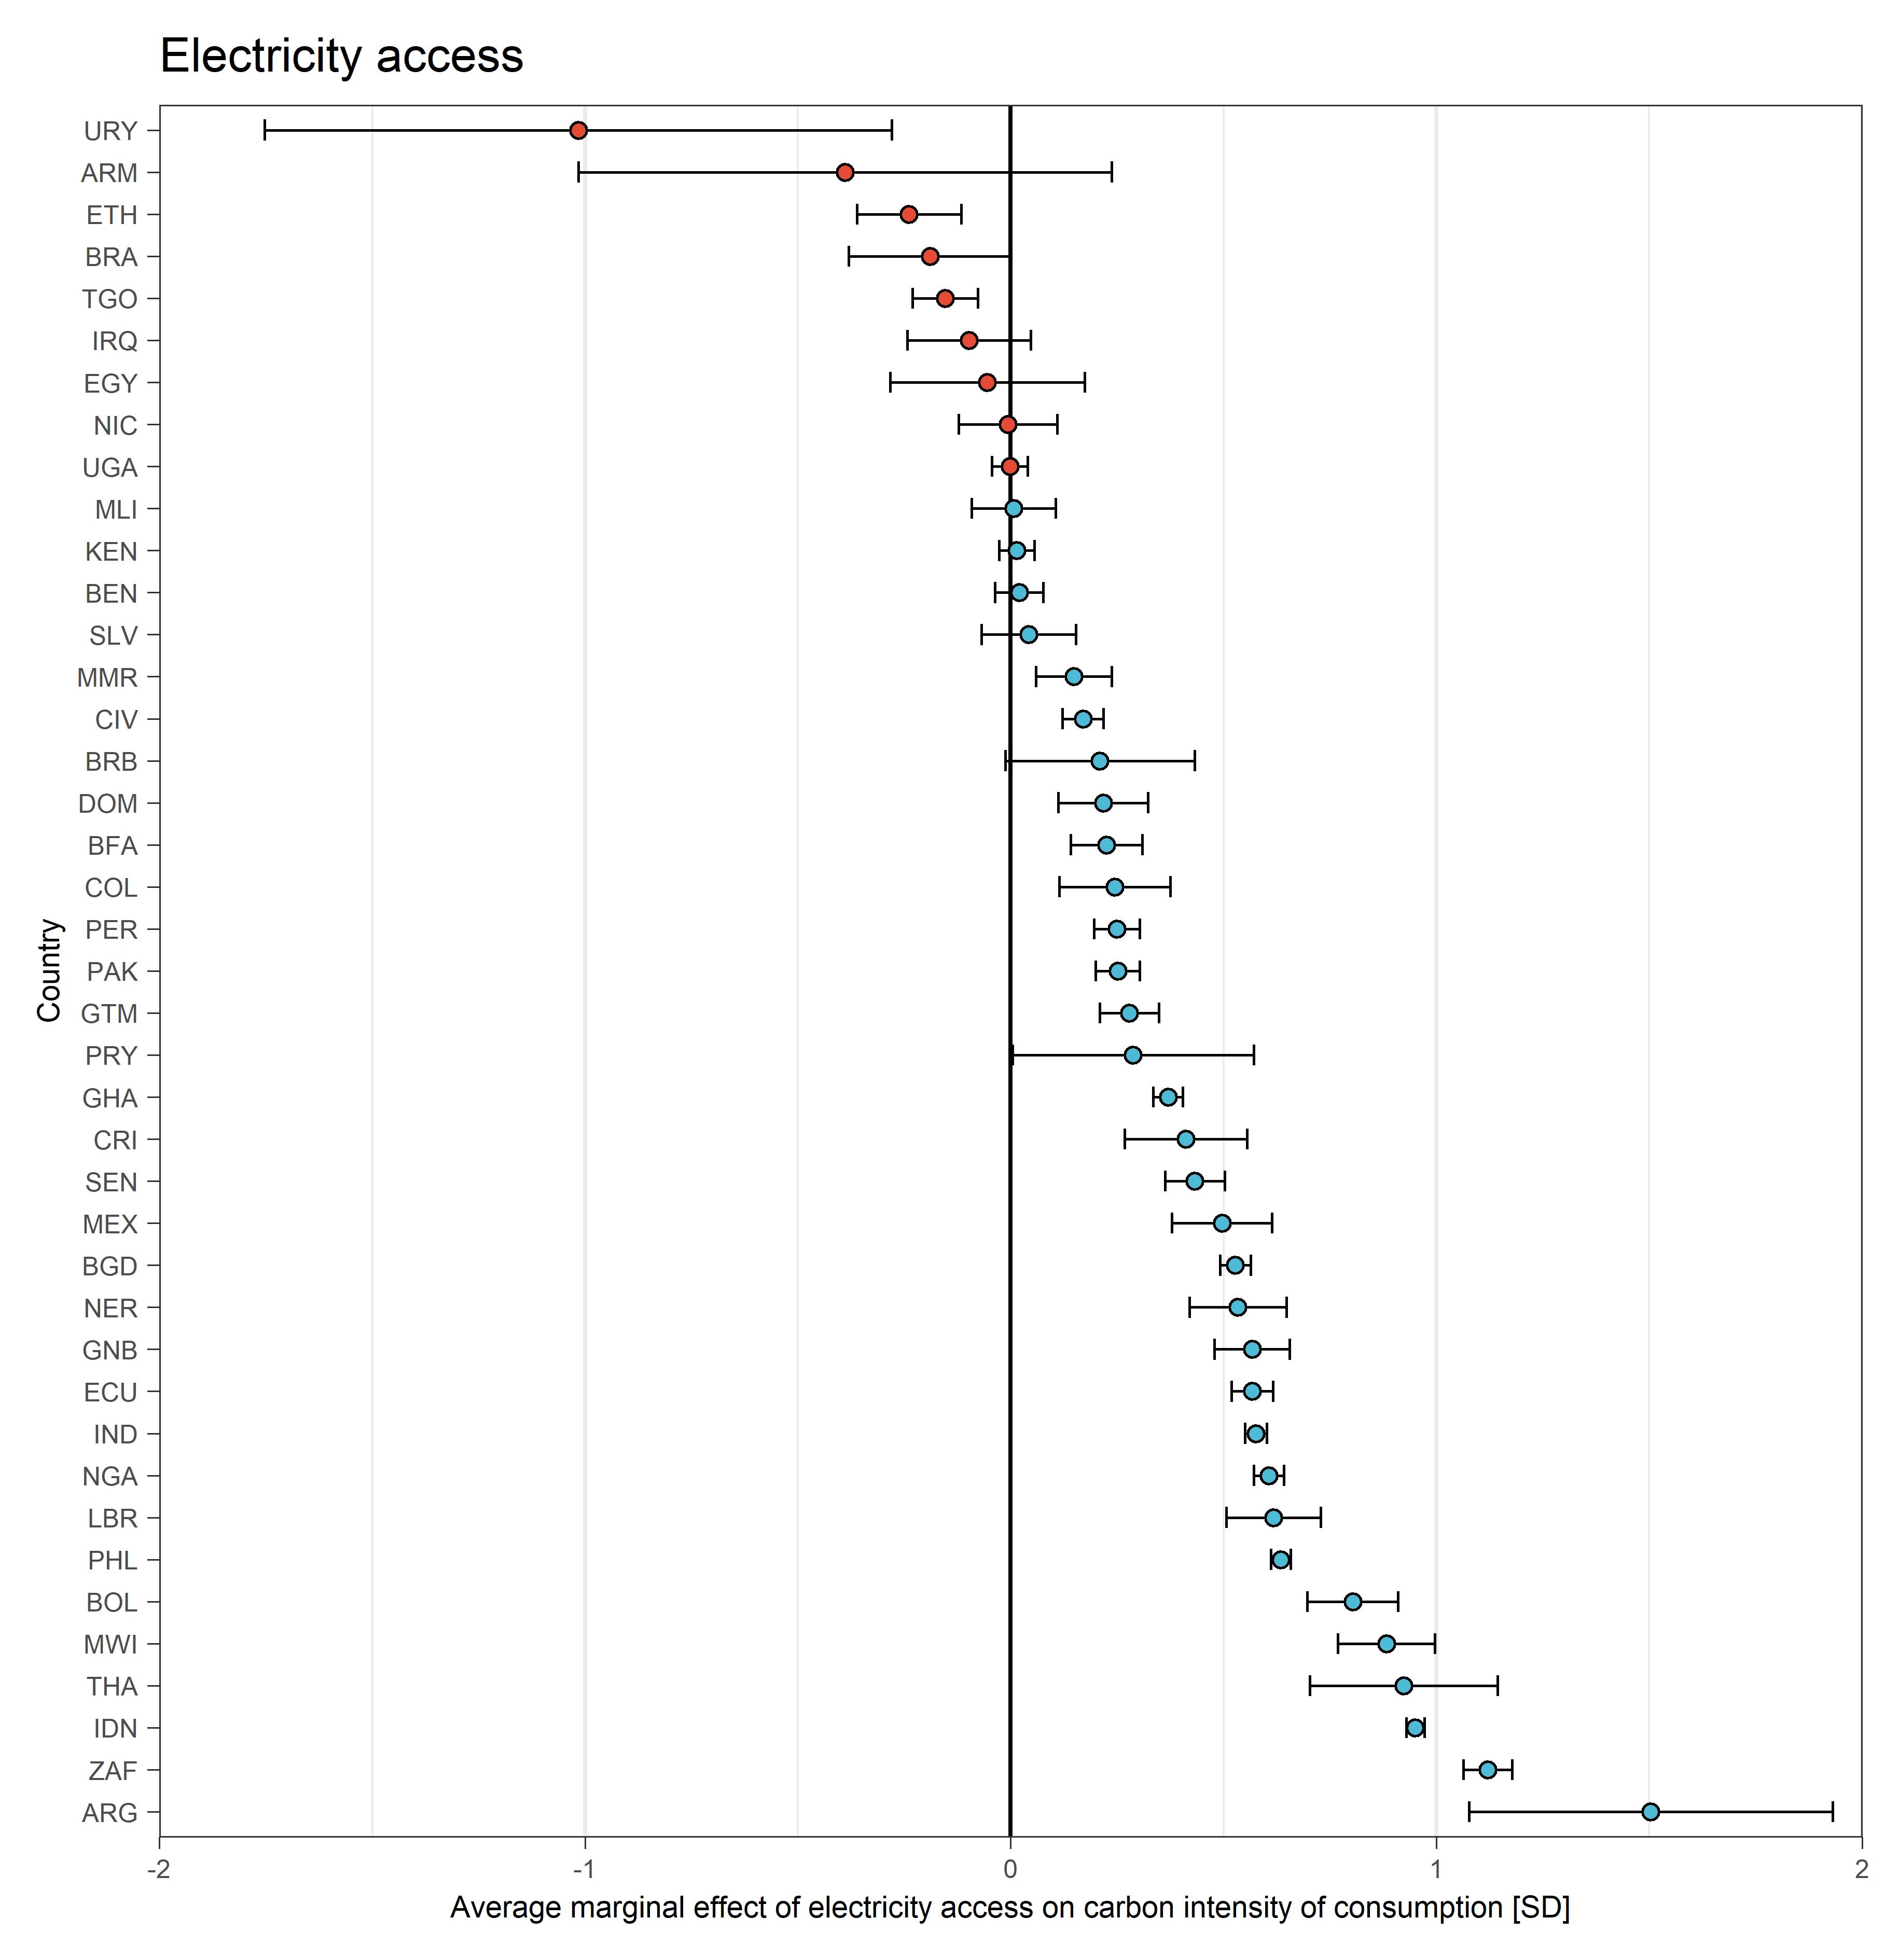 Electricity access
URY
ARM
ETH
BRA
TGO
IRQ
EGY
NIC
UGA
MLI
KEN
BEN
SLV
MMR
CIV
BRB
DOM
BFA
COL
PER
PAK
GTM
PRY
GHA
CRI
SEN
MEX
BGD
NER
GNB
ECU
IND
NGA
LBR
PHL
BOL
MWI
THA
IDN
ZAF
ARG
Country
-2 -1 0 1 2
Average marginal effect of electricity access on carbon intensity of consumption [SD]